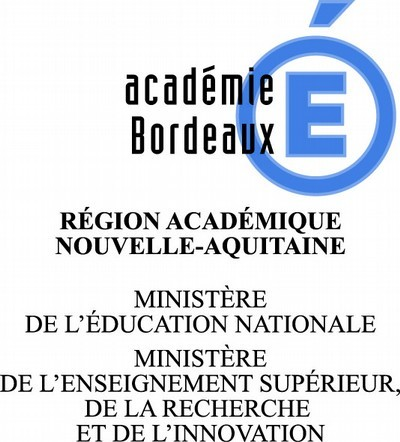 académie
Bordeaux
É
RÉGION ACADÉMIQUE
NOUVELLE-AQUITAINE
MINISTÈRE
DE L'ÉDUCATION NATIONALE
MINISTÈRE
DE L'ENSEIGNEMENT SUPÉRIEUR,
DE LA RECHERCHE
ET DE L'INNOVATION